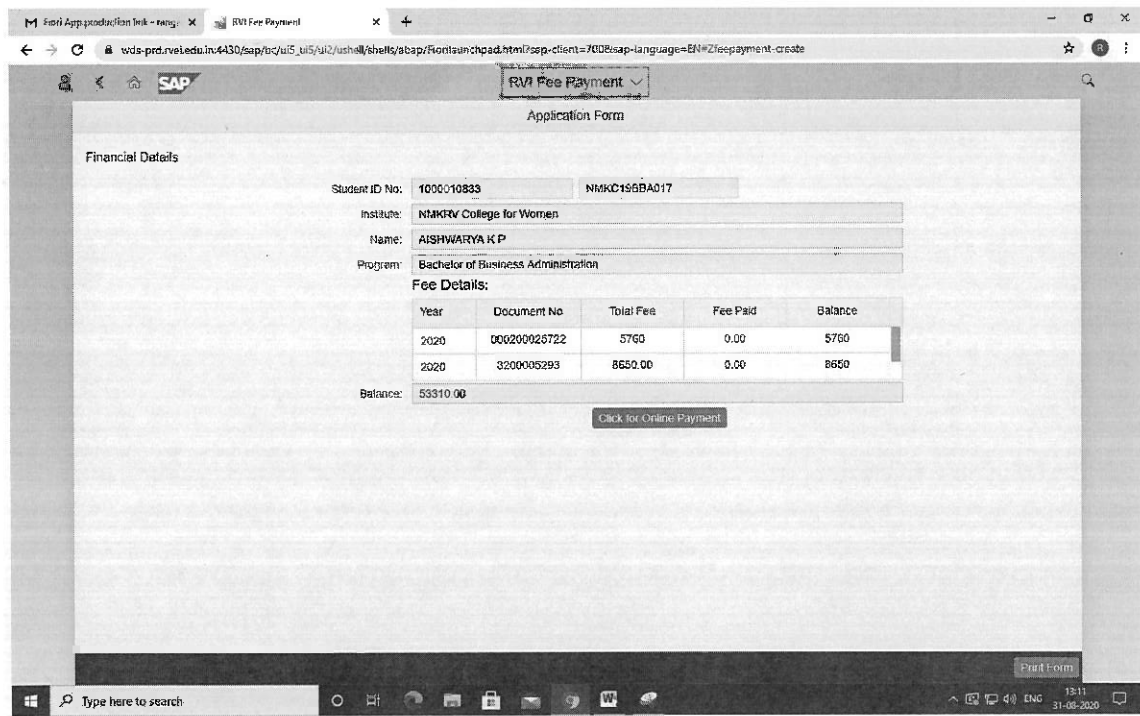 Fiori App production link - range
RVI Fee Payment
wds-prd.rvei.edu.in:4430/sap/bc/ui5_ui5/ui2/ushell/shells/abap/Fiorilaunchpad.html?sap-client=700&sap-language=EN#Zfeepayment-create
R
SAP
RVI Fee Payment
Application Form
Financial Details
Student ID No: 1000010833 NMKC19BBA017
Institute: NMKRV College for Women
Name: AISHWARYA K P
Program: Bachelor of Business Administration
Fee Details:
Year Document No Total Fee Fee Paid Balance
2020 000200025722 5760 0.00 5760
2020 3200005293 8650.00 0.00 8650
Balance: 53310.00
Click for Online Payment
Print Form
Type here to search
ENG
13:11
31-08-2020